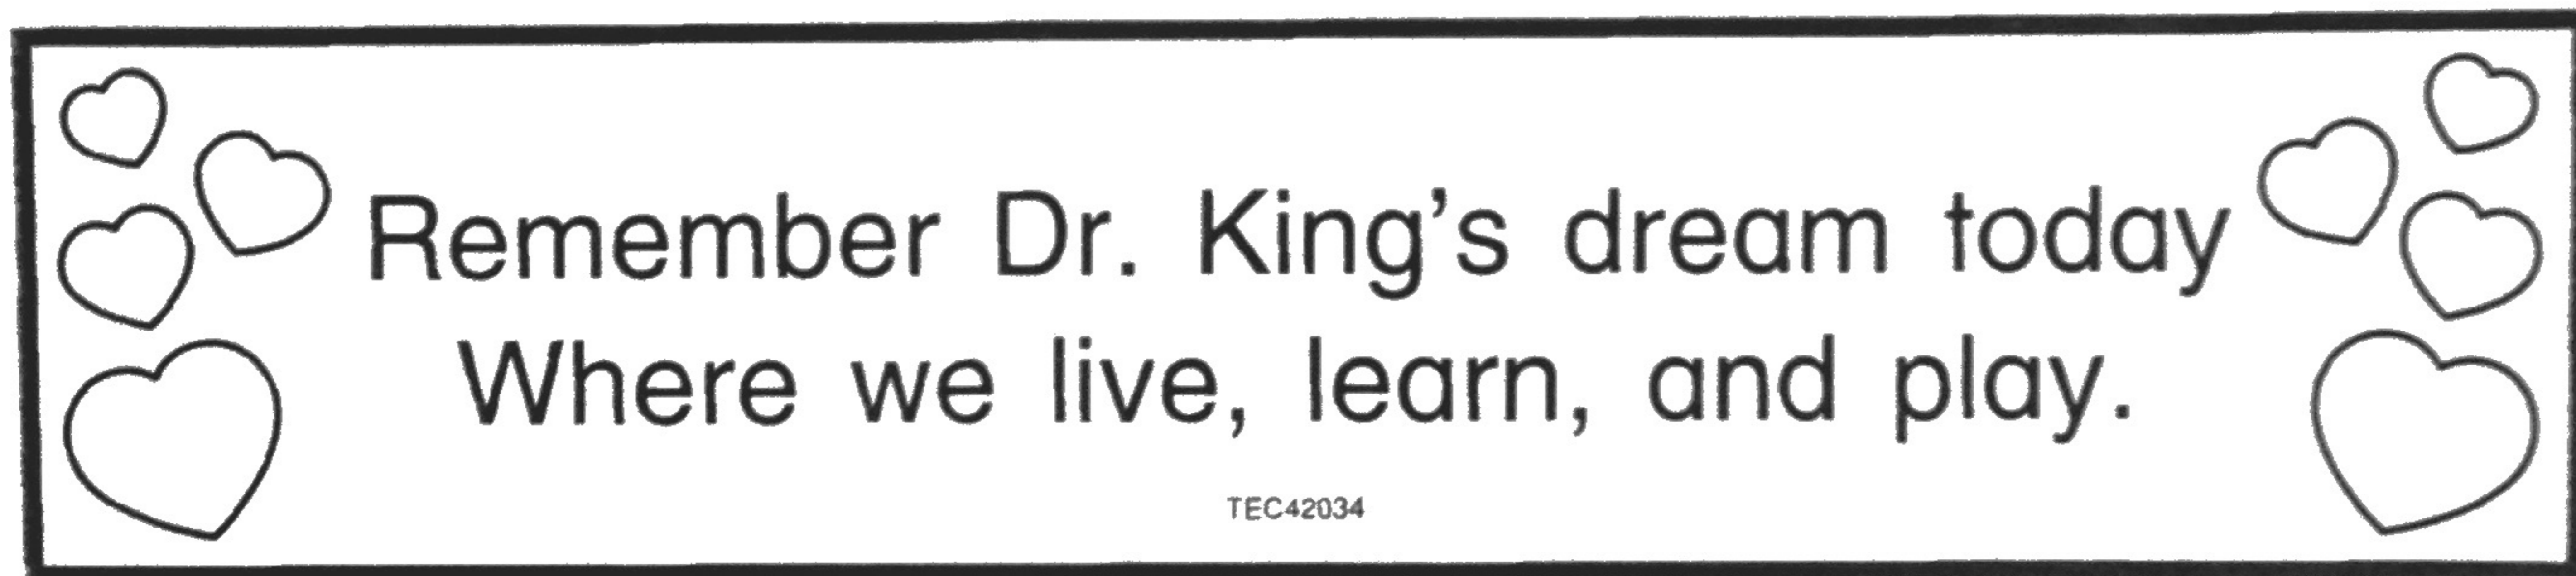 Remember Dr. King’s dream today
Where we live, learn, and play.
TEC42034